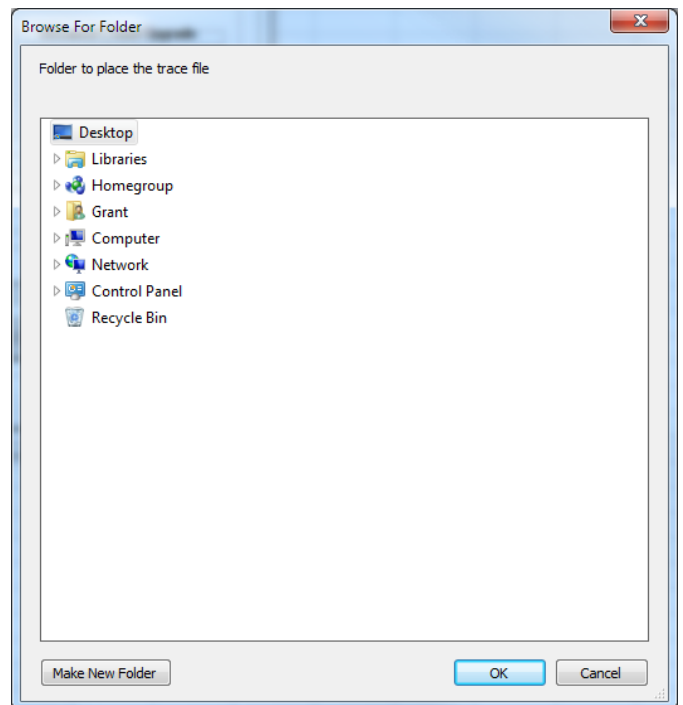 Browse For Folder
Folder to place the trace file
Desktop
Libraries
Homegroup
Grant
Computer
Network
Control Panel
Recycle Bin
Make New Folder
OK
Cancel